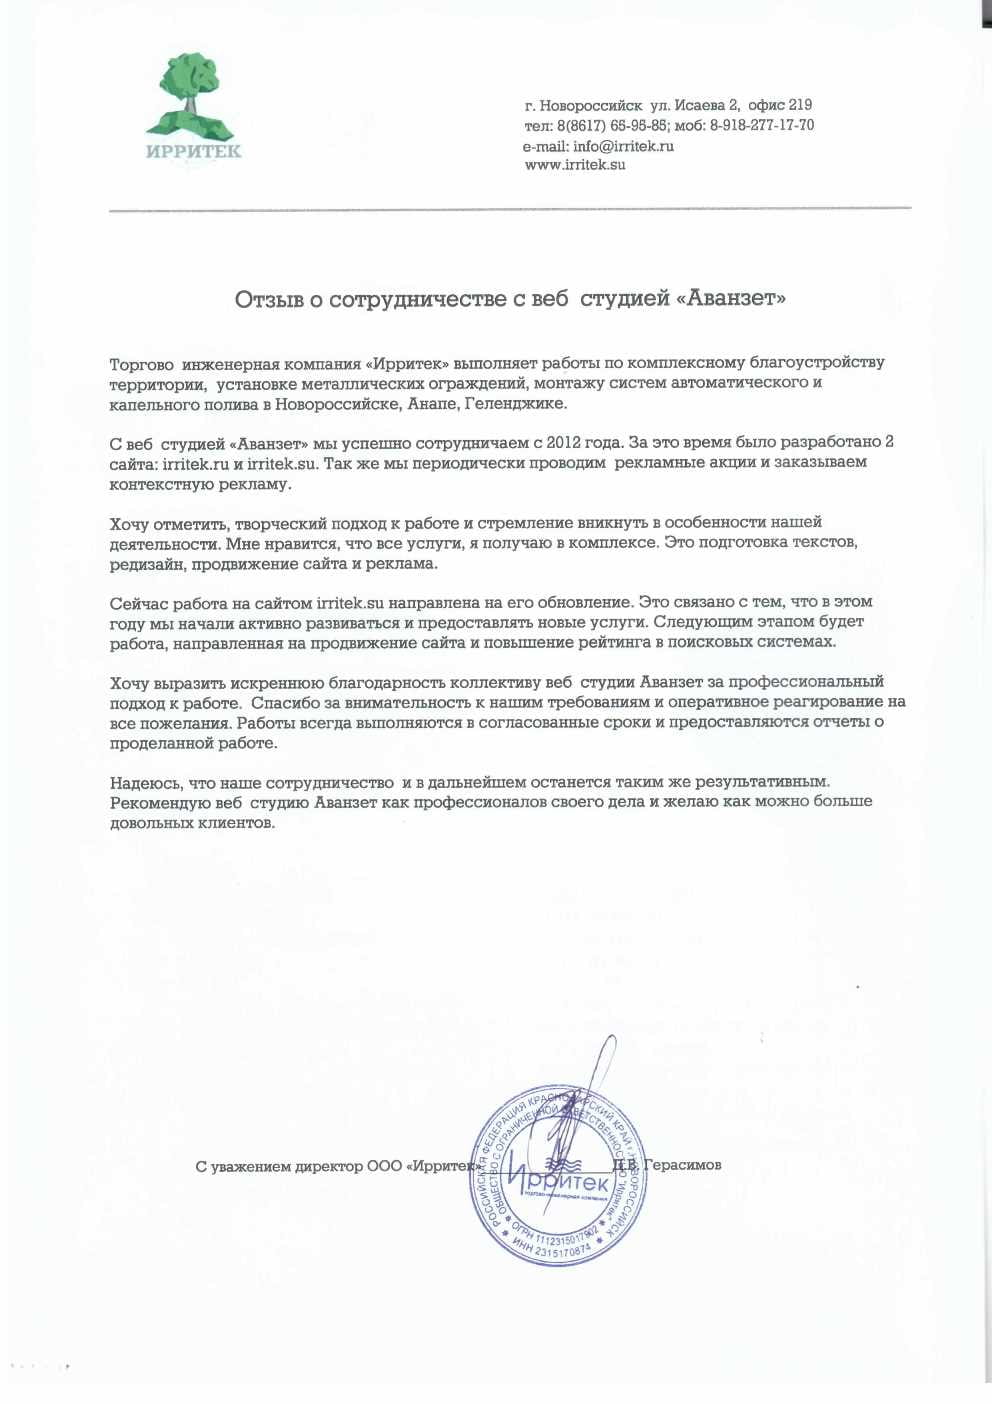 ИРРИТЕК
г. Новороссийск ул. Исаева 2, офис 219
тел: 8(8617) 65-95-85; моб: 8-918-277-17-70
e-mail: info@irritek.ru
www.irritek.su
Отзыв о сотрудничестве с веб студией «Аванзет»
Торгово инженерная компания «Ирритек» выполняет работы по комплексному благоустройству
территории, установке металлических ограждений, монтажу систем автоматического и
капельного полива в Новороссийске, Анапе, Геленджике.
С веб студией «Аванзет» мы успешно сотрудничаем с 2012 года. За это время было разработано 2
сайта: irritek.ru и irritek.su. Так же мы периодически проводим рекламные акции и заказываем
контекстную рекламу.
Хочу отметить, творческий подход к работе и стремление вникнуть в особенности нашей
деятельности. Мне нравится, что все услуги, я получаю в комплексе. Это подготовка текстов,
редизайн, продвижение сайта и реклама.
Сейчас работа на сайтом irritek.su направлена на его обновление. Это связано с тем, что в этом
году мы начали активно развиваться и предоставлять новые услуги. Следующим этапом будет
работа, направленная на продвижение сайта и повышение рейтинга в поисковых системах.
Хочу выразить искреннюю благодарность коллективу веб студии Аванзет за профессиональный
подход к работе. Спасибо за внимательность к нашим требованиям и оперативное реагирование на
все пожелания. Работы всегда выполняются в согласованные сроки и предоставляются отчеты о
проделанной работе.
Надеюсь, что наше сотрудничество и в дальнейшем останется таким же результативным.
Рекомендую веб студию Аванзет как профессионалов своего дела и желаю как можно больше
довольных клиентов.
С уважением директор ООО «Ирритек» Д.В. Герасимов
РОССИЙСКАЯ ФЕДЕРАЦИЯ КРАСНОДАРСКИЙ КРАЙ г. НОВОРОССИЙСК
ОБЩЕСТВО С ОГРАНИЧЕННОЙ ОТВЕТСТВЕННОСТЬЮ "Ирритек"
Ирритек
торгово-инженерная компания
ОГРН 1112315017902
ИНН 2315170874